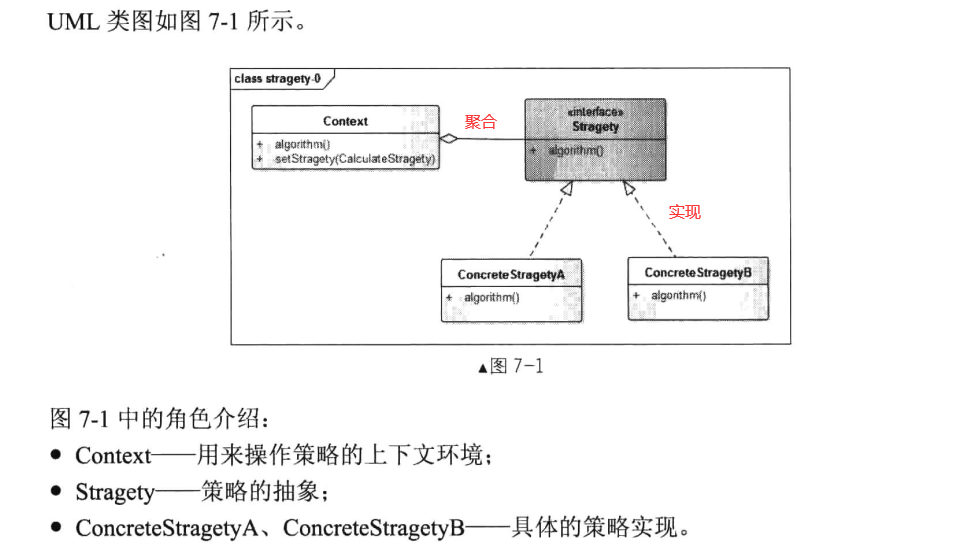 UML 类图如图 7-1 所示。
class stragety-0
Context
+ algorithm()
+ setStragety(CalculateStragety)
聚合
«interface»
Stragety
+ algorithm()
实现
ConcreteStragetyA
+ algorithm()
ConcreteStragetyB
+ algorithm()
▲图 7-1
图 7-1 中的角色介绍：
● Context——用来操作策略的上下文环境；
● Stragety——策略的抽象；
● ConcreteStragetyA、ConcreteStragetyB——具体的策略实现。